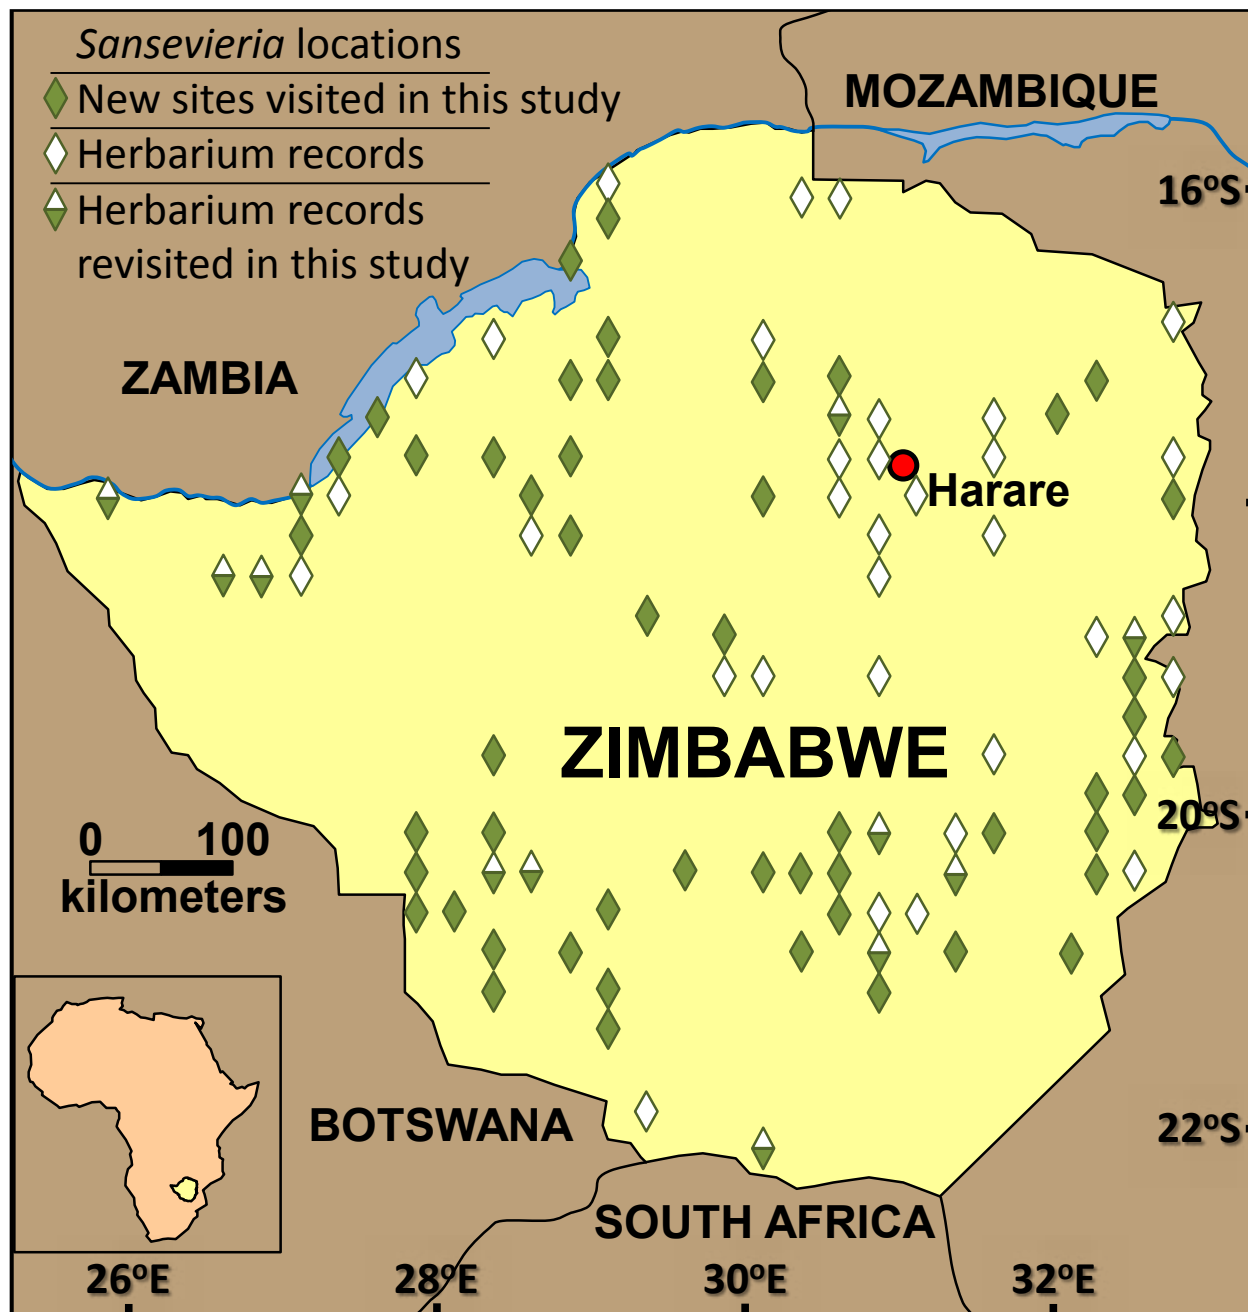 Sansevieria locations
New sites visited in this study
Herbarium records
Herbarium records
revisited in this study
MOZAMBIQUE
16ºS
ZAMBIA
Harare
ZIMBABWE
20ºS
0 100
kilometers
BOTSWANA
22ºS
SOUTH AFRICA
26ºE 28ºE 30ºE 32ºE